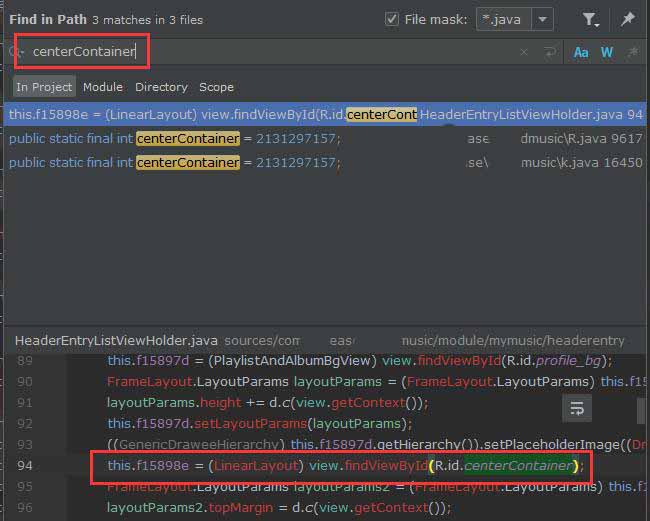 Find in Path 3 matches in 3 files File mask: *.java
centerContainer Aa W .*
In Project Module Directory Scope
this.f15898e = (LinearLayout) view.findViewById(R.id.centerCont HeaderEntryListViewHolder.java 94
public static final int centerContainer = 2131297157; ase dmusic\R.java 9617
public static final int centerContainer = 2131297157; .se\ music\k.java 16450
HeaderEntryListViewHolder.java sources/com eas nusic/module/mymusic/headerentry
89 this.f15897d = (PlaylistAndAlbumBgView) view.findViewById(R.id.profile_bg);
90 FrameLayout.LayoutParams layoutParams = (FrameLayout.LayoutParams) this.f15
91 layoutParams.height += d.c(view.getContext());
92 this.f15897d.setLayoutParams(layoutParams);
93 ((GenericDraweeHierarchy) this.f15897d.getHierarchy()).setPlaceholderImage((Dr
94 this.f15898e = (LinearLayout) view.findViewById(R.id.centerContainer);
95 FrameLayout.LayoutParams layoutParams2 = (FrameLayout.LayoutParams) this.f1
96 layoutParams2.topMargin = d.c(view.getContext());